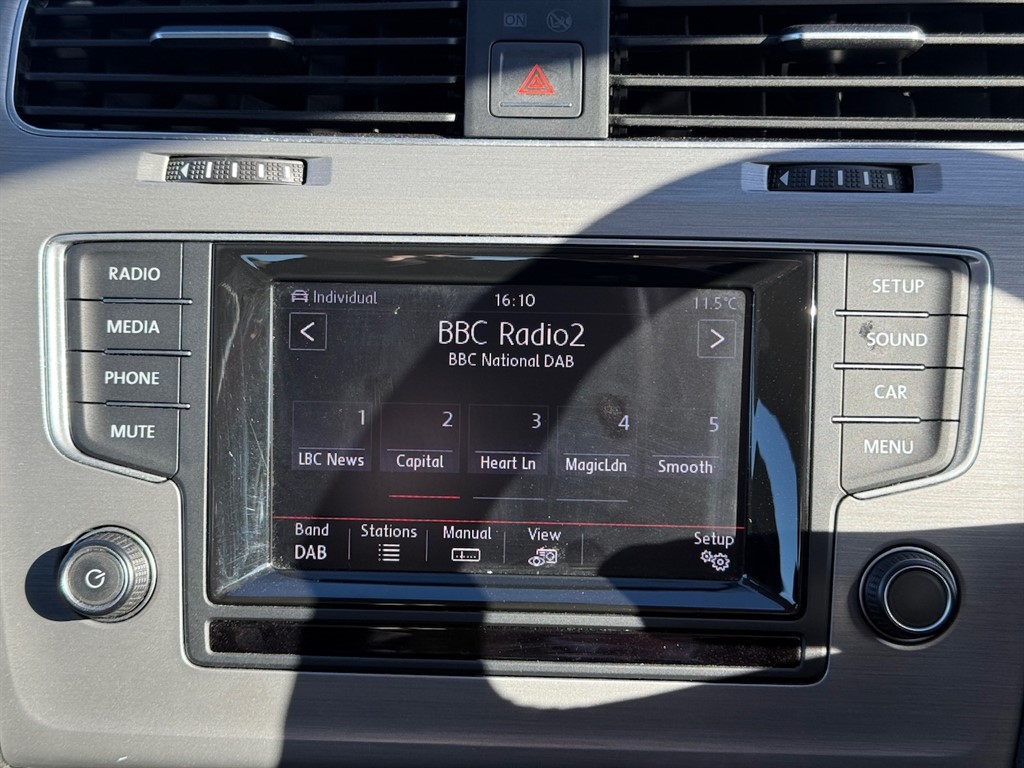 ON
RADIO
MEDIA
PHONE
MUTE
Individual 16:10 11.5°C
<
BBC Radio2
>
BBC National DAB
1 2 3 4 5
LBC News Capital Heart Ln MagicLdn Smooth
Band Stations Manual View Setup
DAB
SETUP
SOUND
CAR
MENU